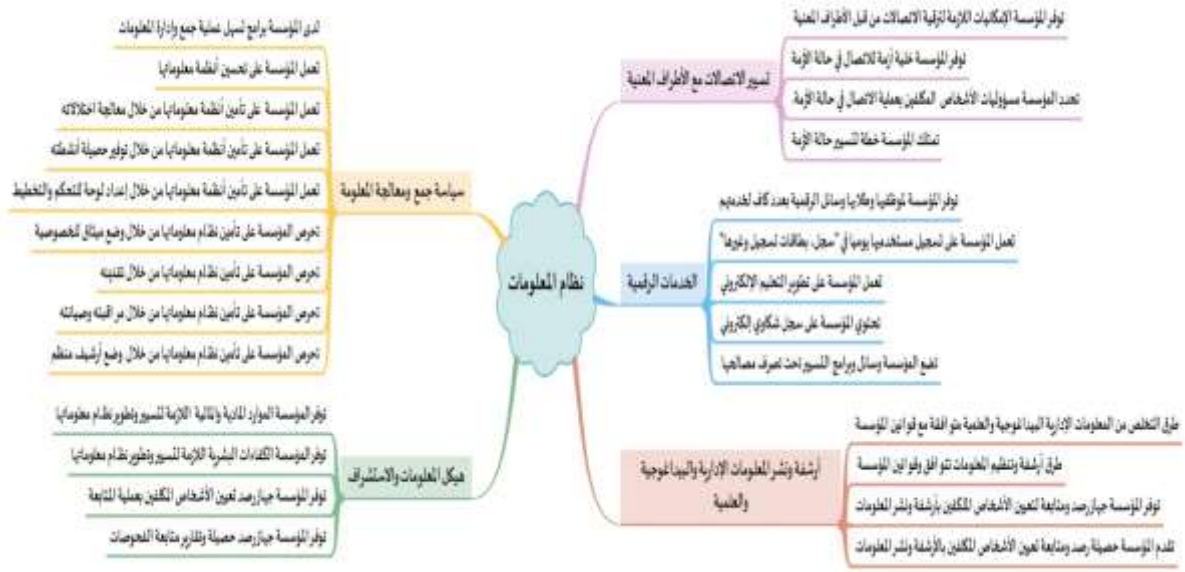 نظام المعلومات
تسيير الاتصالات مع الأطراف المعنية
توفر المؤسسة الإمكانيات اللازمة لترقية الاتصالات من قبل الأطراف المعنية
توفر المؤسسة خلية أزمة للاتصال في حالة الأزمة
تحدد المؤسسة مسؤوليات الأشخاص المكلفين بعملية الاتصال في حالة الأزمة.
تمتلك المؤسسة خطة لتسيير حالة الأزمة
الخدمات الرقمية
توفر المؤسسة لموظفيها وطلابها وسائل الرقمية بعدد كاف لخدمتهم
تعمل المؤسسة على تسجيل مستخدميها يوميا في "سجل، بطاقات تسجيل وغيرها"
تعمل المؤسسة على تطوير التعليم الإلكتروني
تحتوي المؤسسة على سجل شكاوي إلكتروني
تضع المؤسسة وسائل وبرامج التسيير تحت تصرف مصالحها
أرشفة ونشر المعلومات الإدارية والبيداغوجية
والعلمية
طرق التخلص من المعلومات الإدارية البيداغوجية والعلمية متوافقة مع قوانين المؤسسة
طرق أرشفة وتنظيم المعلومات تتوافق وقوانين المؤسسة
توفر المؤسسة جهاز رصد ومتابعة لتعيين الأشخاص المكلفين بأرشفة ونشر المعلومات
تقدم المؤسسة حصيلة رصد ومتابعة تعيين الأشخاص المكلفين بالأرشفة ونشر المعلومات
سياسة جمع ومعالجة المعلومة
لدى المؤسسة برامج تسهل عملية جمع وإدارة المعلومات
تعمل المؤسسة على تحسين أنظمة معلوماتها
تعمل المؤسسة على تأمين أنظمة معلوماتها من خلال معالجة اختلالاته
تعمل المؤسسة على تأمين أنظمة معلوماتها من خلال توفير حصيلة أنشطته
تعمل المؤسسة على تأمين أنظمة معلوماتها من خلال إعداد لوحة للتحكم والتخطيط
تحرص المؤسسة على تأمين نظام معلوماتها من خلال وضع ميثاق للخصوصية
تحرص المؤسسة على تأمين نظام معلوماتها من خلال تقنينه
تحرص المؤسسة على تأمين نظام معلوماتها من خلال مراقبته وصيانته
تحرص المؤسسة على تأمين نظام معلوماتها من خلال وضع أرشيف منظم
هيكل المعلومات والاستشراف
توفر المؤسسة الموارد المادية والمالية اللازمة لتسيير وتطوير نظام معلوماتها
توفر المؤسسة الكفاءات البشرية اللازمة لتسيير وتطوير نظام معلوماتها
توفر المؤسسة جهاز رصد تعيين الأشخاص المكلفين بعملية المتابعة
توفر المؤسسة جهاز رصد حصيلة وتقارير متابعة الفحوصات